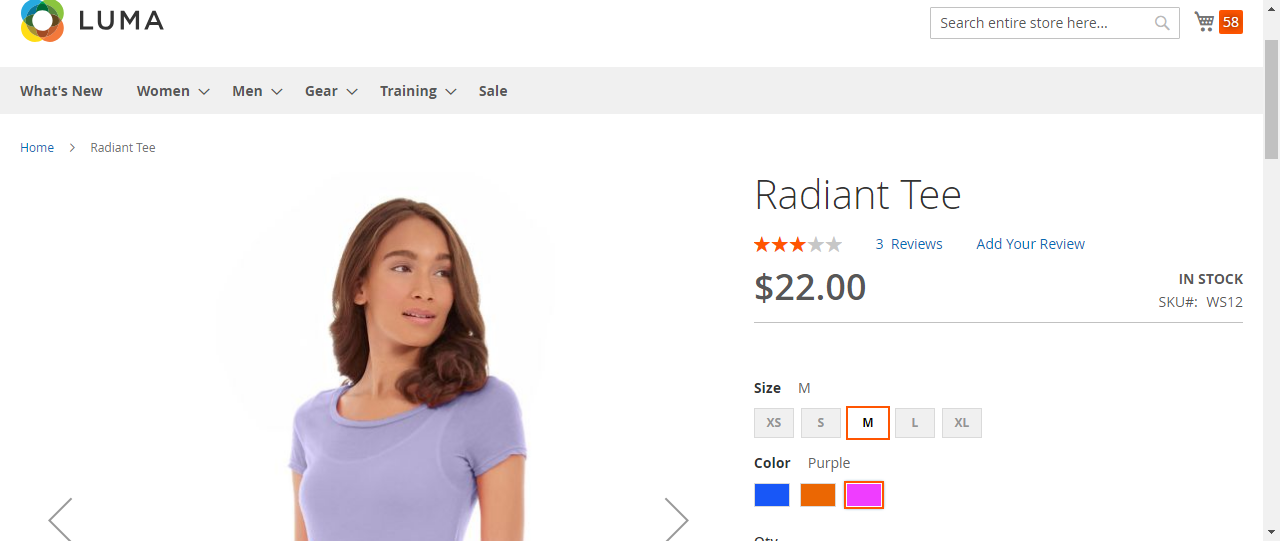 LUMA
Search entire store here...
58
What's New Women Men Gear Training Sale
Home Radiant Tee
Radiant Tee
3 Reviews Add Your Review
$22.00
IN STOCK
SKU#: WS12
Size M
XS S M L XL
Color Purple
Qty